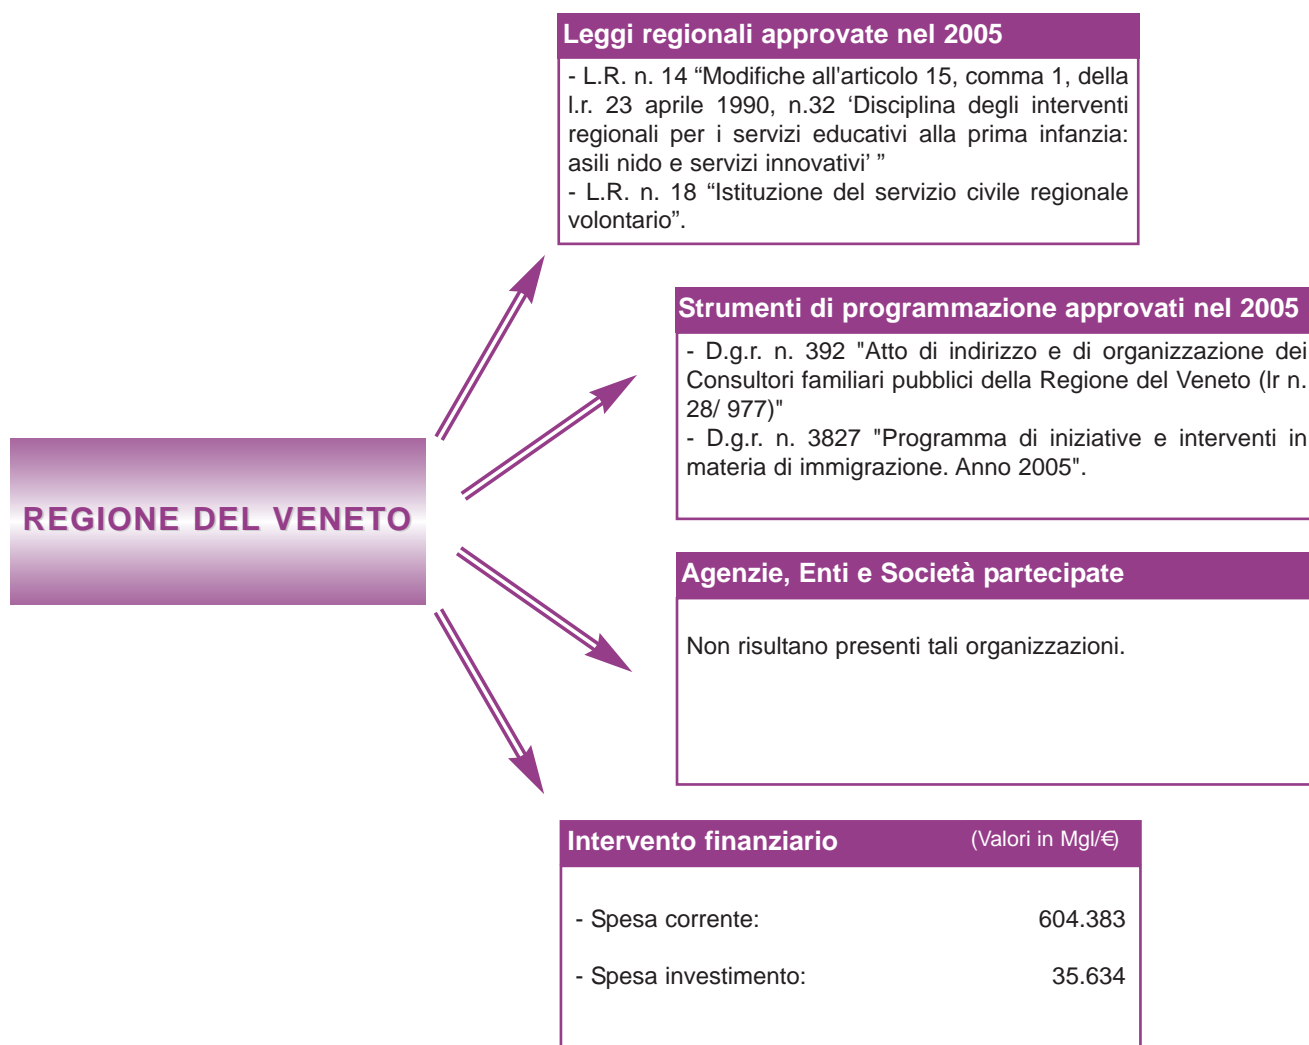 Leggi regionali approvate nel 2005
- L.R. n. 14 “Modifiche all'articolo 15, comma 1, della
l.r. 23 aprile 1990, n.32 ‘Disciplina degli interventi
regionali per i servizi educativi alla prima infanzia:
asili nido e servizi innovativi’ ”
- L.R. n. 18 “Istituzione del servizio civile regionale
volontario”.
Strumenti di programmazione approvati nel 2005
- D.g.r. n. 392 "Atto di indirizzo e di organizzazione dei
Consultori familiari pubblici della Regione del Veneto (lr n.
28/ 977)"
- D.g.r. n. 3827 "Programma di iniziative e interventi in
materia di immigrazione. Anno 2005".
REGIONE DEL VENETO
Agenzie, Enti e Società partecipate
Non risultano presenti tali organizzazioni.
Intervento finanziario (Valori in Mgl/€)
- Spesa corrente: 604.383
- Spesa investimento: 35.634